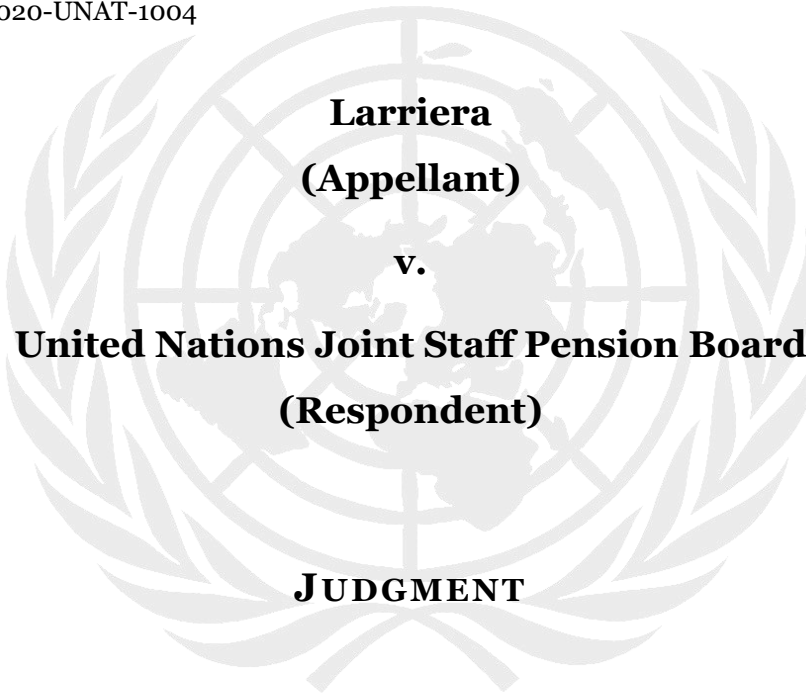 020-UNAT-1004
Larriera
(Appellant)
v.
United Nations Joint Staff Pension Board
(Respondent)
JUDGMENT